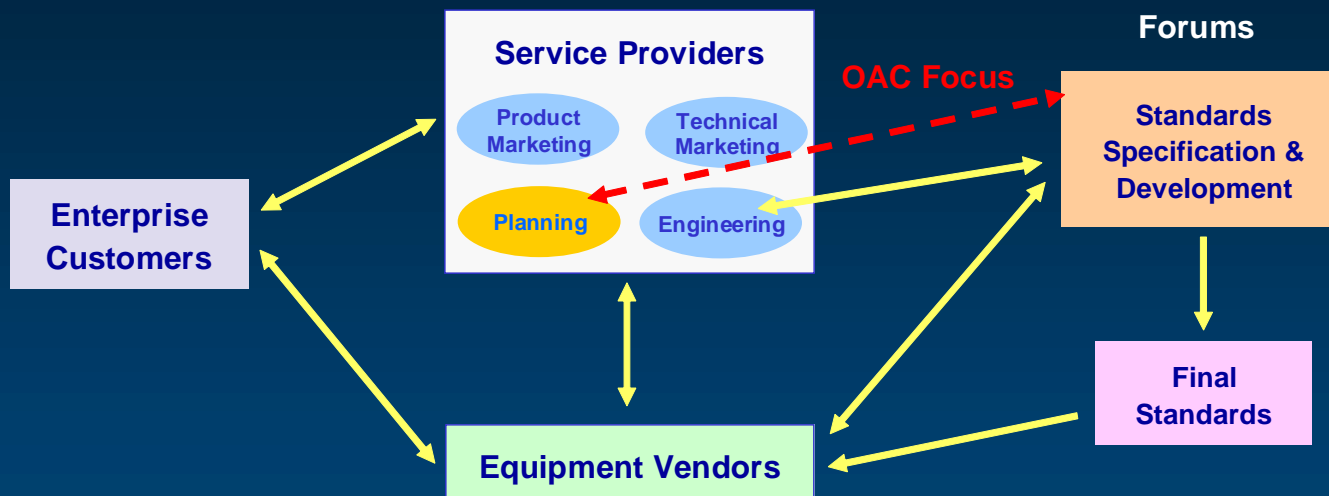 Forums
Service Providers
OAC Focus
Product
Marketing
Technical
Marketing
Standards
Specification &
Development
Enterprise
Customers
Planning
Engineering
Final
Standards
Equipment Vendors